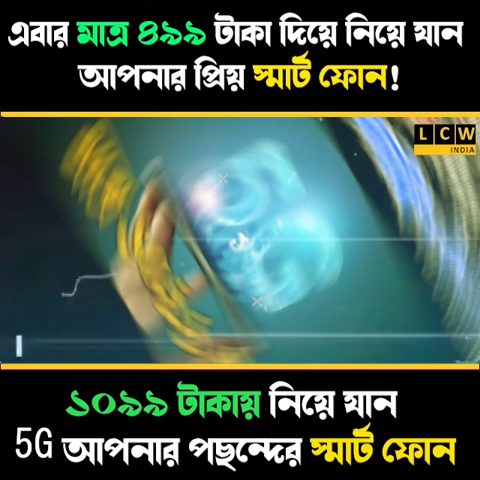 এবার মাত্র ৪৯৯ টাকা দিয়ে নিয়ে যান
আপনার প্রিয় স্মার্ট ফোন!
LCW
INDIA
১০৯৯ টাকায় নিয়ে যান
5G আপনার পছন্দের স্মার্ট ফোন